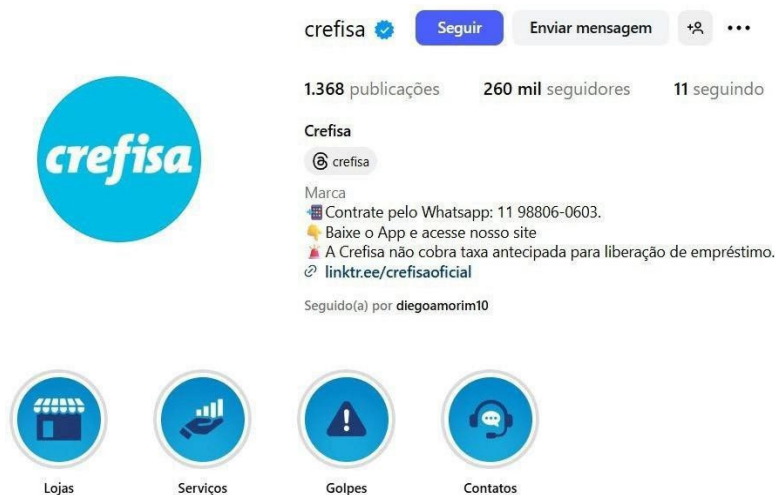 crefisa
Seguir
Enviar mensagem
1.368 publicações
260 mil seguidores
11 seguindo
crefisa
Crefisa
crefisa
Marca
Contrate pelo Whatsapp: 11 98806-0603.
Baixe o App e acesse nosso site
A Crefisa não cobra taxa antecipada para liberação de empréstimo.
linktr.ee/crefisaoficial
Seguido(a) por diegoamorim10
Lojas
Serviços
Golpes
Contatos